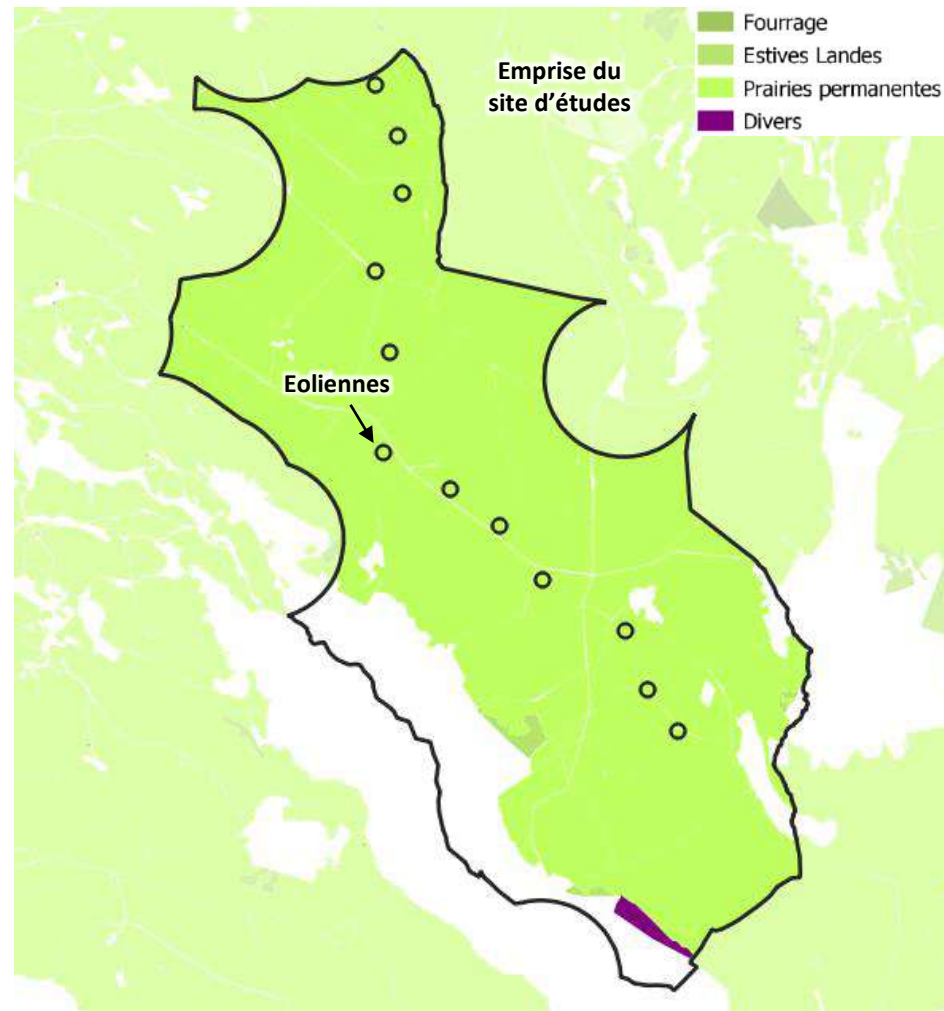 Emprise du
site d'études
Fourrage
Estives Landes
Prairies permanentes
Divers
Eoliennes